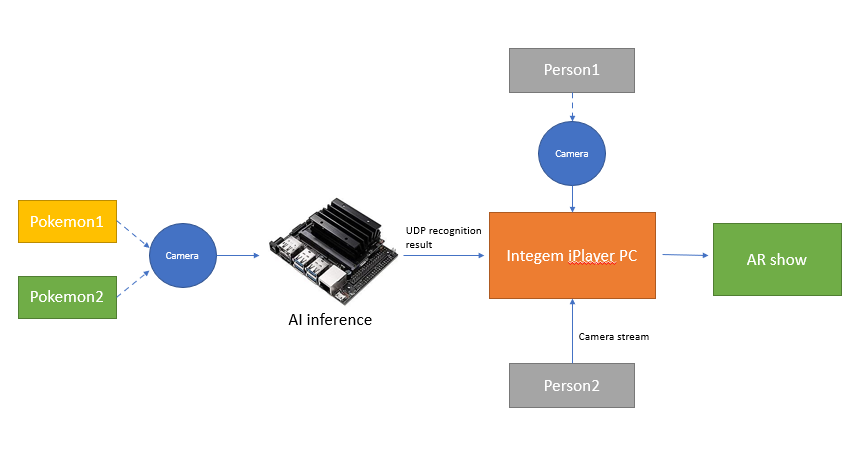 Person1
Camera
Pokemon1
Camera
Pokemon2
AI inference
UDP recognition
result
Integem iPlayer PC
AR show
Camera stream
Person2